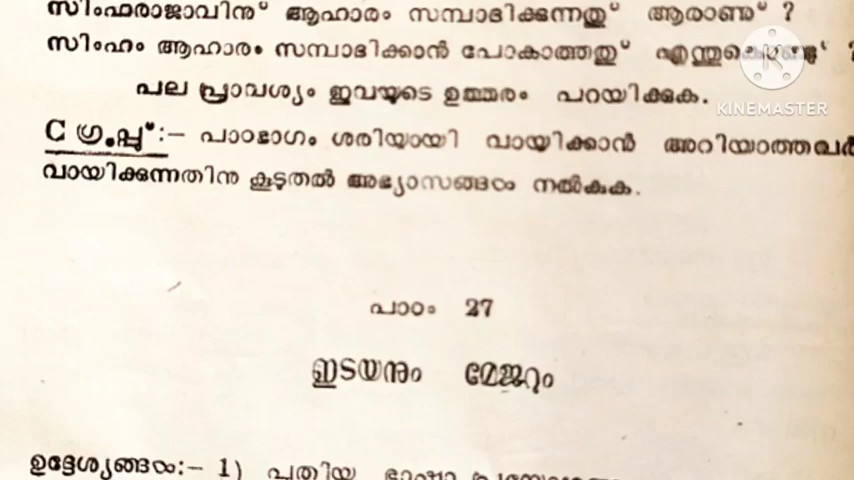 സിംഹരാജാവിനു് ആഹാരം സമ്പാദിക്കുന്നതു് ആരാണു് ?
സിംഹം ആഹാരം സമ്പാദിക്കാൻ പോകാത്തതു്
പല പ്രാവശ്യം ഇവയുടെ ഉത്തരം പറയിക്കുക.
KINEMASTER
C ഗ്രൂപ്പ്:- പാഠഭാഗം ശരിയായി വായിക്കാൻ അറിയാത്തവർ
വായിക്കുന്നതിനു കൂടുതൽ അഭ്യാസങ്ങൾ നൽകുക.
പാഠം 27
ഇടയനും മേജറും
ഉദ്ദേശ്യങ്ങൾ:- 1) പുതിയ ഭാഷാ